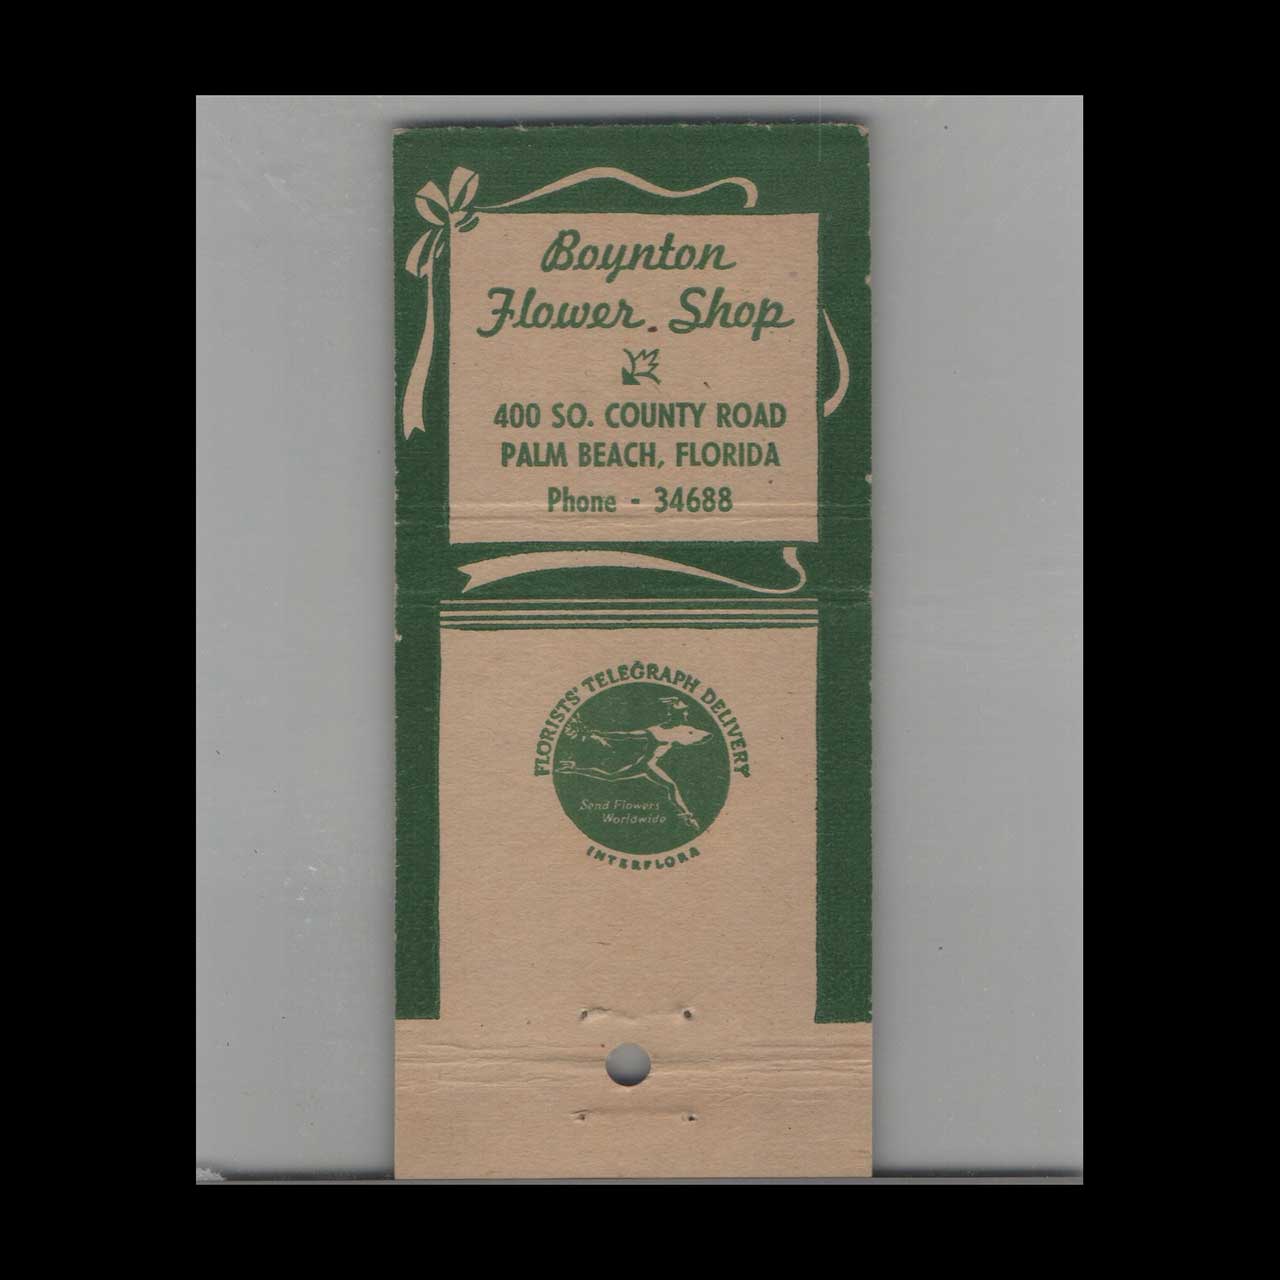 Boynton
Flower Shop
400 SO. COUNTY ROAD
PALM BEACH, FLORIDA
Phone - 34688
FLORISTS' TELEGRAPH DELIVERY
Send Flowers
Worldwide
INTERFLORA